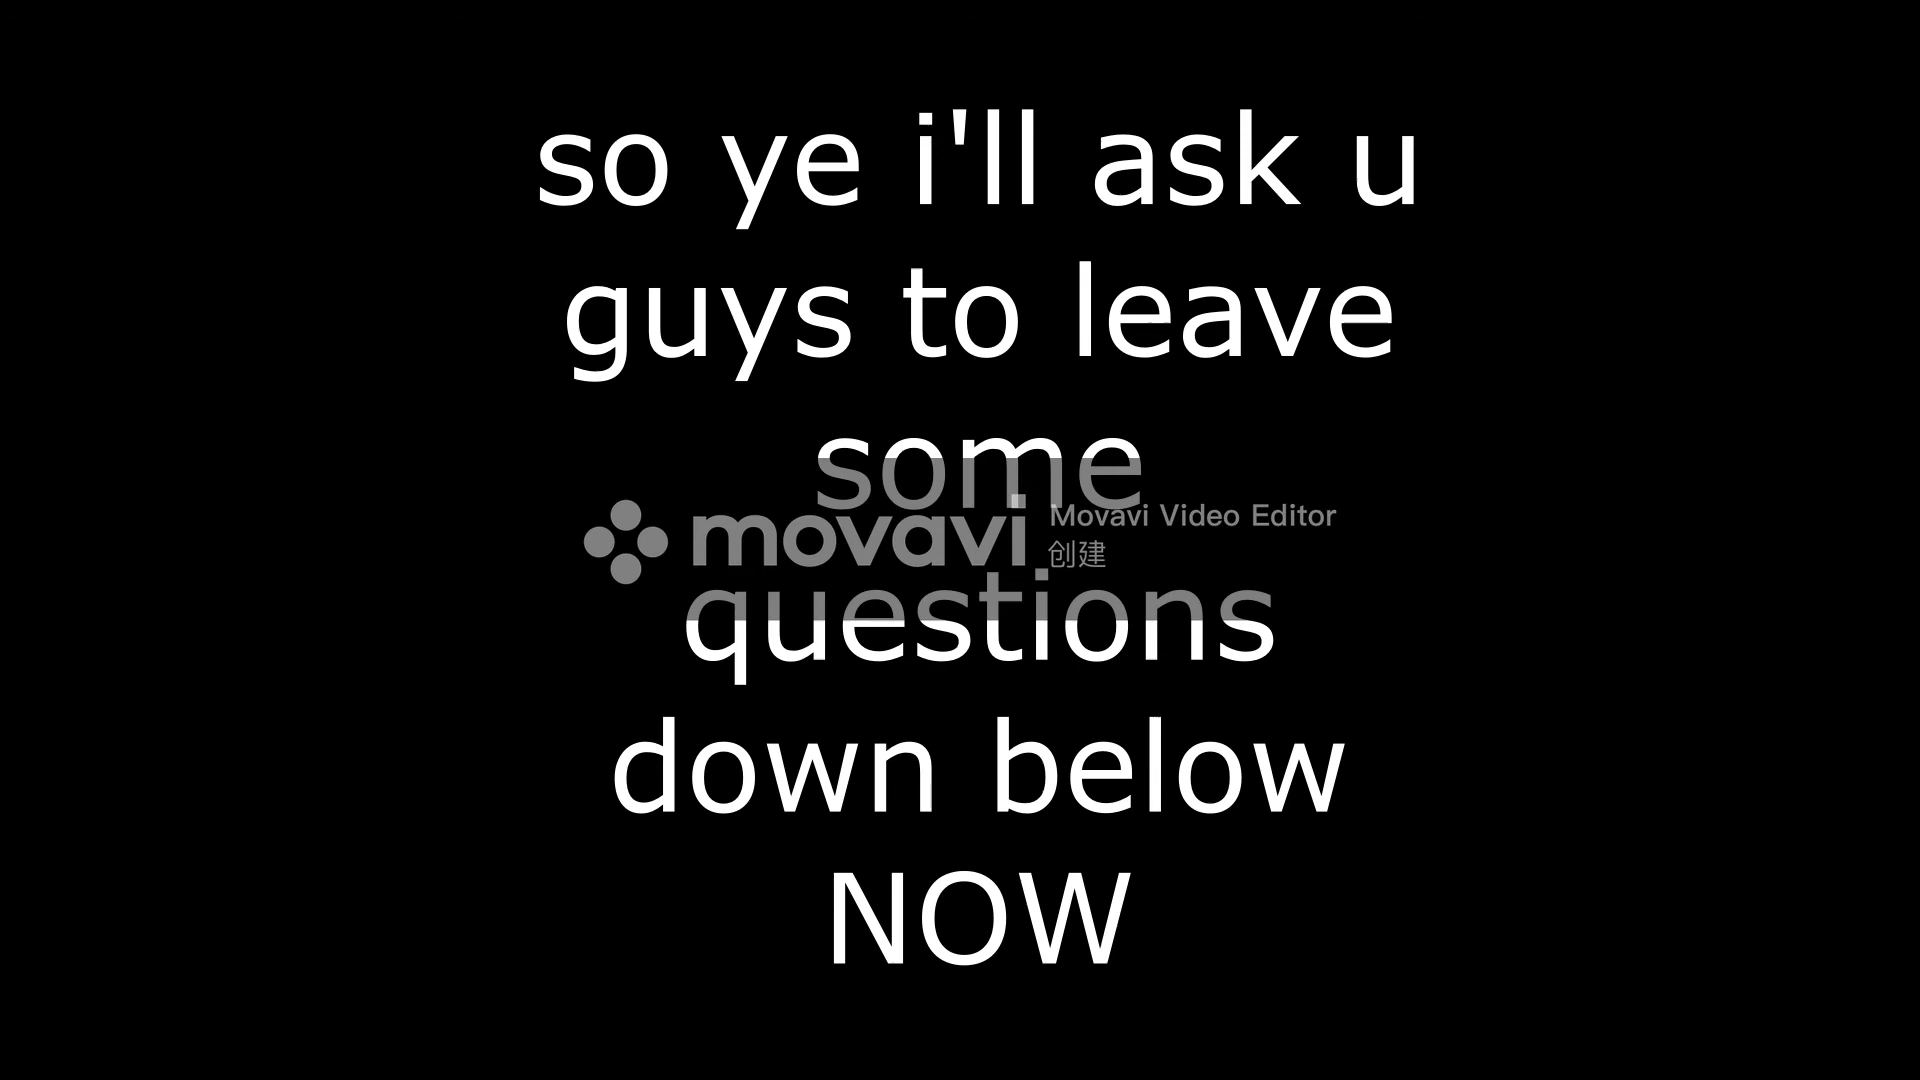 so ye i'll ask u
guys to leave
some
movavi
Movavi Video Editor
创建
questions
down below
NOW